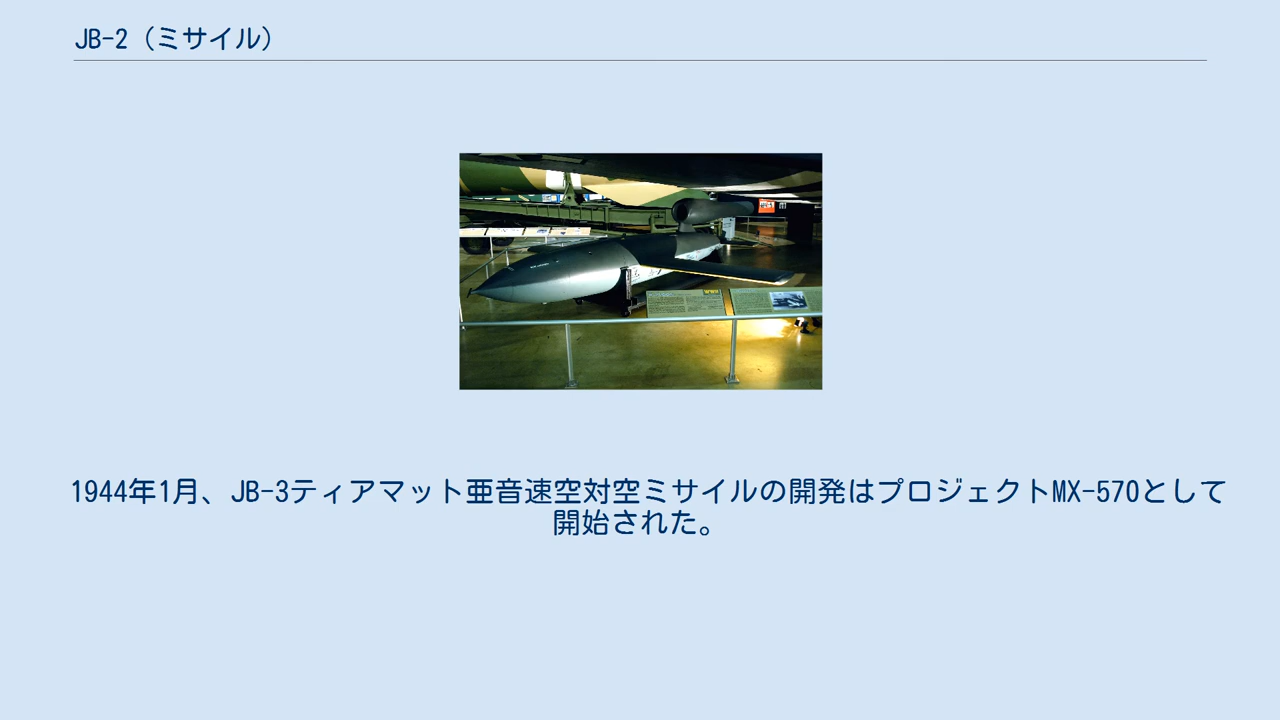 JB-2（ミサイル）
1944年1月、JB-3ティアマット亜音速空対空ミサイルの開発はプロジェクトMX-570として
開始された。